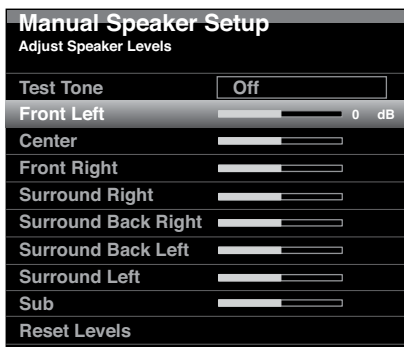 Manual Speaker Setup
Adjust Speaker Levels
Test Tone Off
Front Left 0 dB
Center
Front Right
Surround Right
Surround Back Right
Surround Back Left
Surround Left
Sub
Reset Levels